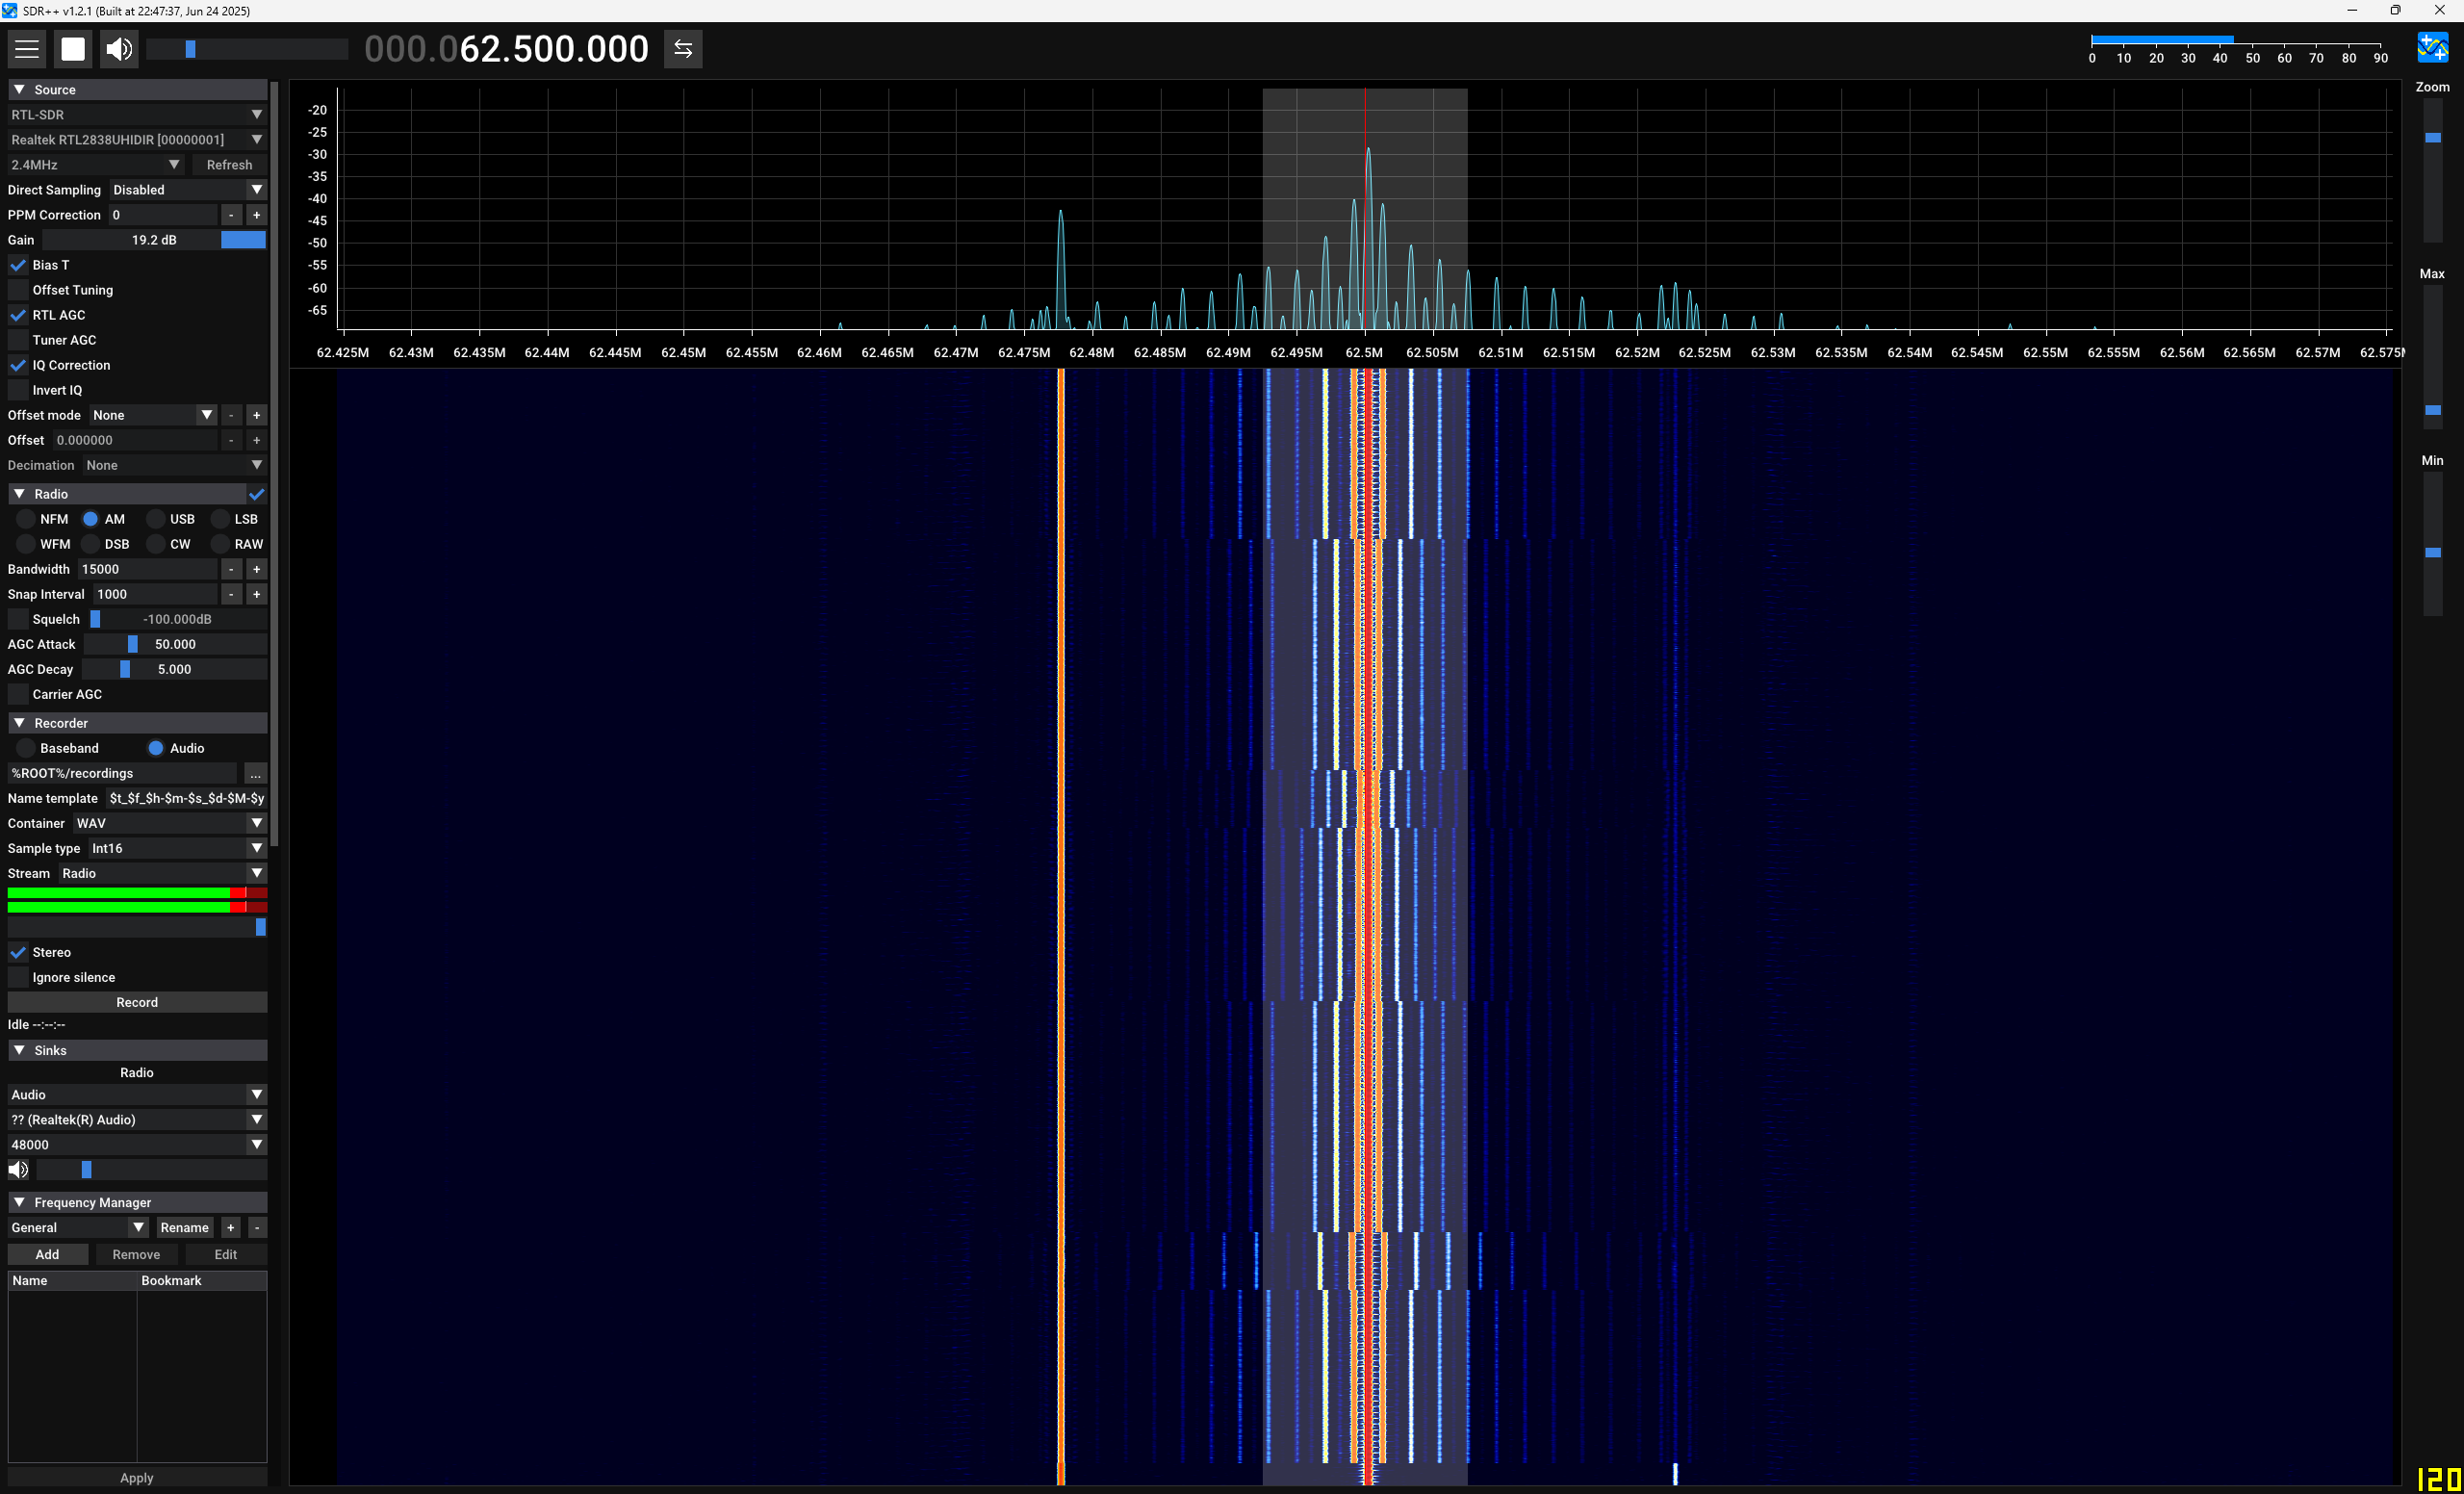 SDR++ v1.2.1 (Built at 22:47:37, Jun 24 2025)
000.062.500.000
0 10 20 30 40 50 60 70 80 90
Source
RTL-SDR
Realtek RTL2838UHIDIR [00000001]
2.4MHz Refresh
Direct Sampling Disabled
PPM Correction 0 - +
Gain 19.2 dB
Bias T
Offset Tuning
RTL AGC
Tuner AGC
IQ Correction
Invert IQ
Offset mode None - +
Offset 0.000000 - +
Decimation None
Radio
NFM AM USB LSB
WFM DSB CW RAW
Bandwidth 15000 - +
Snap Interval 1000 - +
Squelch -100.000dB
AGC Attack 50.000
AGC Decay 5.000
Carrier AGC
Recorder
Baseband Audio
%ROOT%/recordings ...
Name template $t_$f_$h-$m-$s_$d-$M-$y
Container WAV
Sample type Int16
Stream Radio
Stereo
Ignore silence
Record
Idle --:--:--
Sinks
Radio
Audio
?? (Realtek(R) Audio)
48000
Frequency Manager
General Rename + -
Add Remove Edit
Name Bookmark
Apply
-20
-25
-30
-35
-40
-45
-50
-55
-60
-65
62.425M 62.43M 62.435M 62.44M 62.445M 62.45M 62.455M 62.46M 62.465M 62.47M 62.475M 62.48M 62.485M 62.49M 62.495M 62.5M 62.505M 62.51M 62.515M 62.52M 62.525M 62.53M 62.535M 62.54M 62.545M 62.55M 62.555M 62.56M 62.565M 62.57M 62.575M
Zoom
Max
Min
120